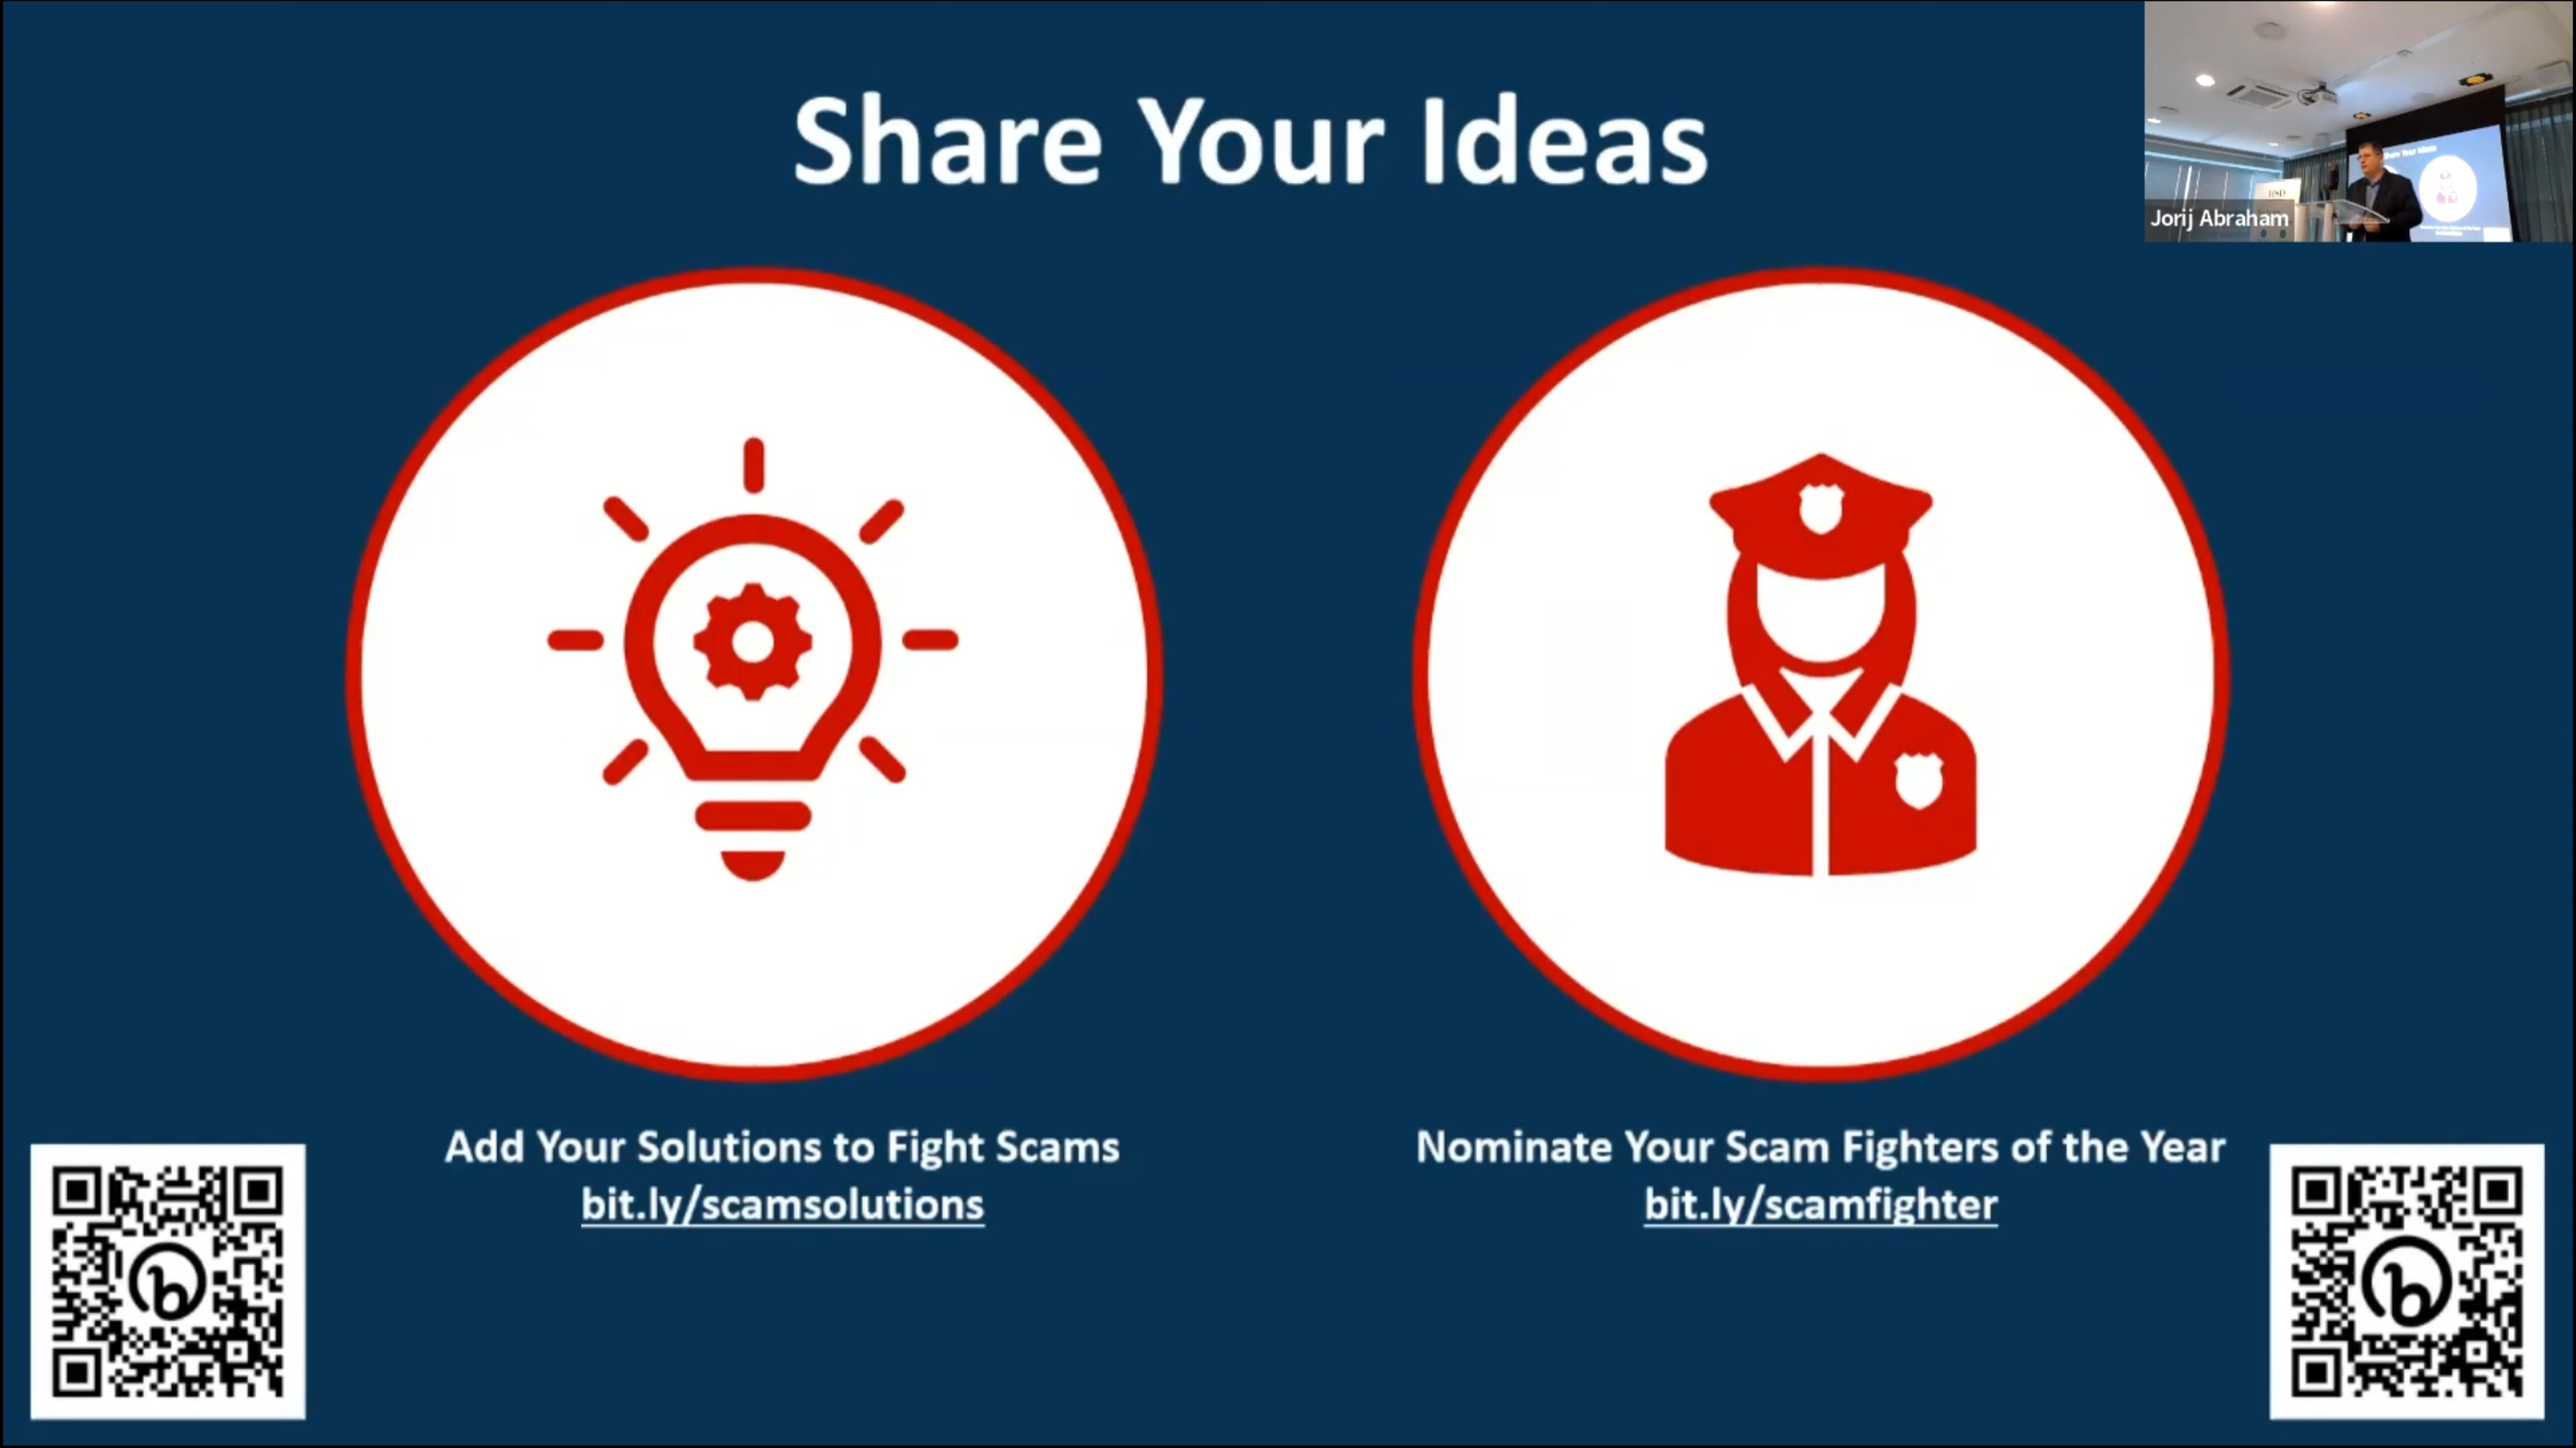 Share Your Ideas
Jorij Abraham
Add Your Solutions to Fight Scams
bit.ly/scamsolutions
Nominate Your Scam Fighters of the Year
bit.ly/scamfighter